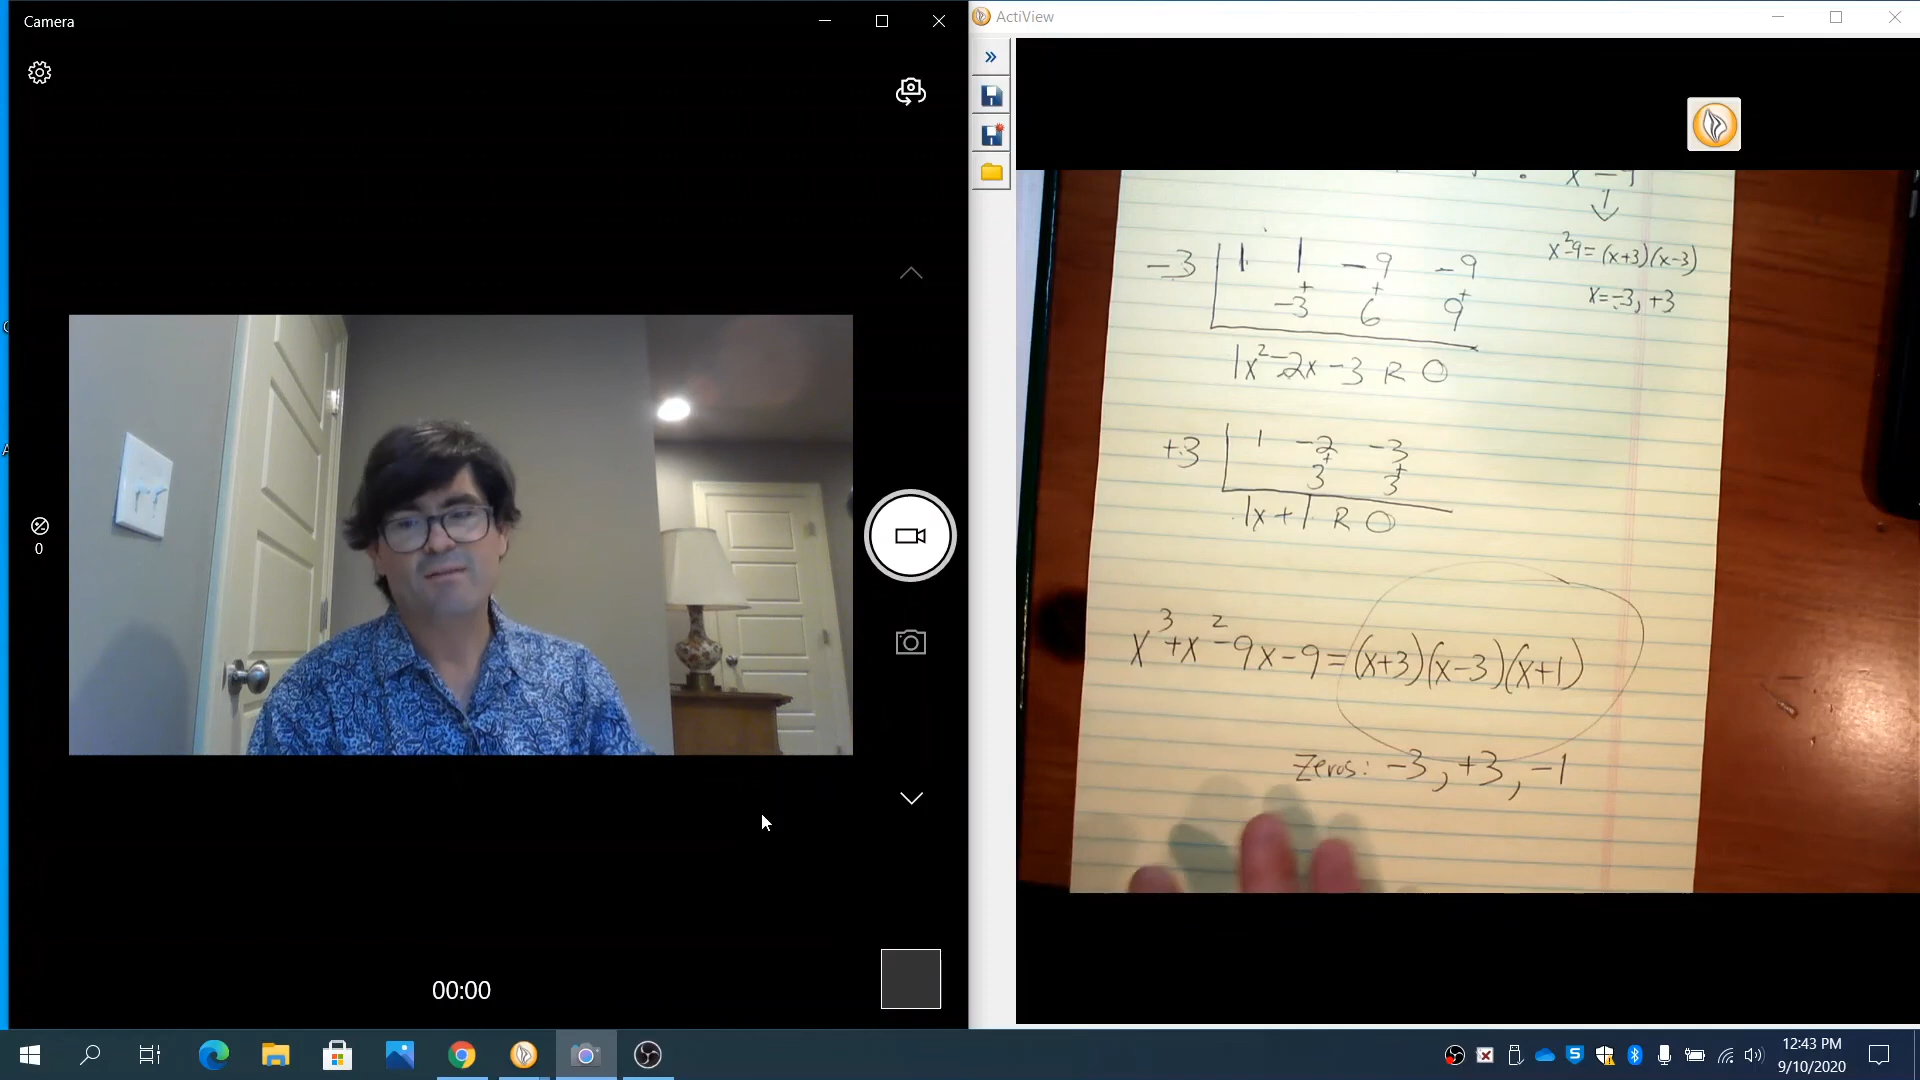 Camera
ActiView
0
00:00
-3 1 1 -9 -9
+ + +
-3 6 9
1x²-2x-3 R 0
x²-9=(x+3)(x-3)
x=-3, +3
+3 1 -2 -3
+ +
3 3
1x+1 R 0
x³+x²-9x-9=(x+3)(x-3)(x+1)
Zeros: -3, +3, -1
12:43 PM
9/10/2020